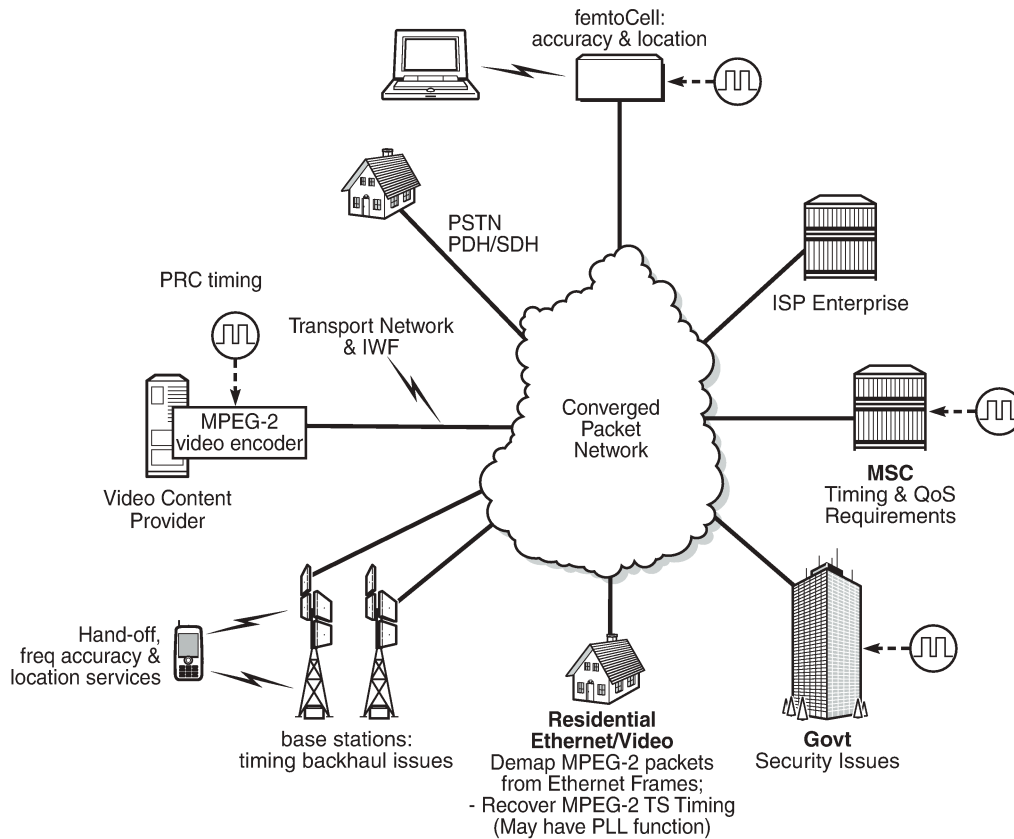 femtoCell:
accuracy & location
PSTN
PDH/SDH
PRC timing
ISP Enterprise
Transport Network
& IWF
MPEG-2
video encoder
Converged
Packet
Network
Video Content
Provider
MSC
Timing & QoS
Requirements
Hand-off,
freq accuracy &
location services
base stations:
timing backhaul issues
Residential
Ethernet/Video
Demap MPEG-2 packets
from Ethernet Frames;
- Recover MPEG-2 TS Timing
(May have PLL function)
Govt
Security Issues